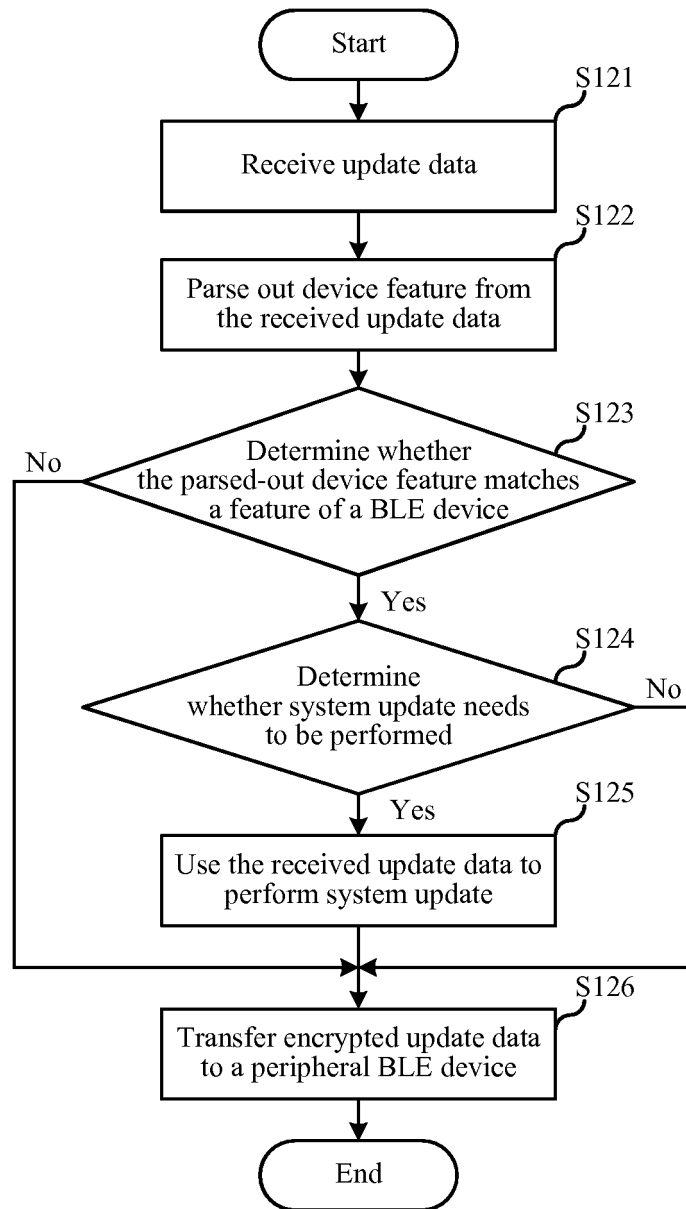 Start
S121
Receive update data
S122
Parse out device feature from
the received update data
S123
Determine whether
the parsed-out device feature matches
a feature of a BLE device
No
Yes
S124
Determine
whether system update needs
to be performed
No
Yes
S125
Use the received update data to
perform system update
S126
Transfer encrypted update data
to a peripheral BLE device
End